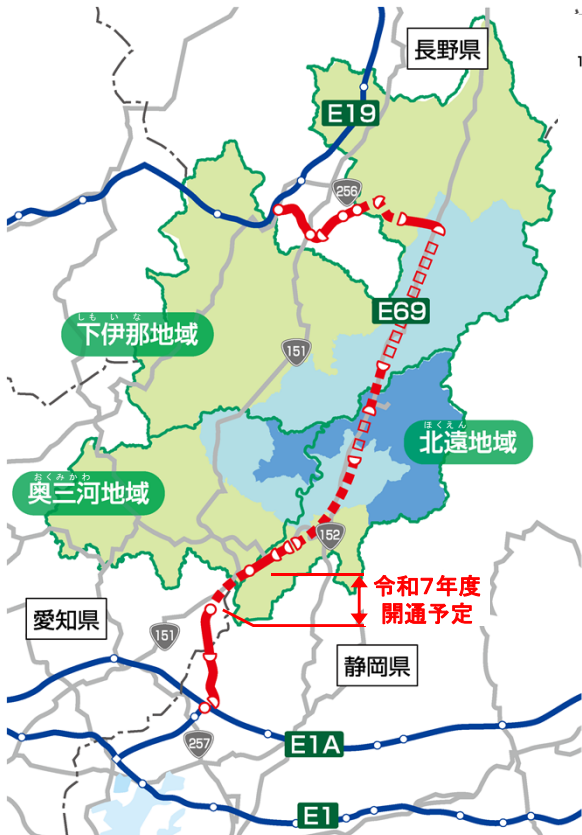 長野県
E19
256
E69
しもいな
下伊那地域
151
ほくえん
北遠地域
おくみかわ
奥三河地域
152
令和7年度
開通予定
愛知県
151
静岡県
257
E1A
E1